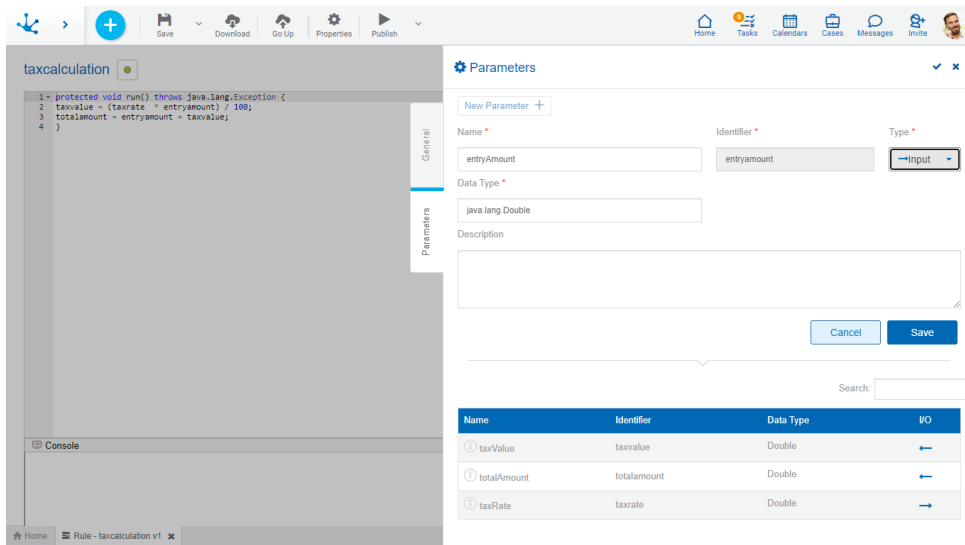 Save
Download
Go Up
Properties
Publish
Home
9
Tasks
Calendars
Cases
Messages
Invite
taxcalculation
1 protected void run() throws java.lang.Exception {
2 taxvalue = (taxrate * entryamount) / 100;
3 totalamount = entryamount + taxvalue;
4 }
General
Parameters
Console
Home
Rule - taxcalculation v1
Parameters
New Parameter
Name *
Identifier *
Type *
entryAmount
entryamount
Input
Data Type *
java.lang.Double
Description
Cancel
Save
Search:
Name Identifier Data Type I/O
taxValue taxvalue Double
totalAmount totalamount Double
taxRate taxrate Double